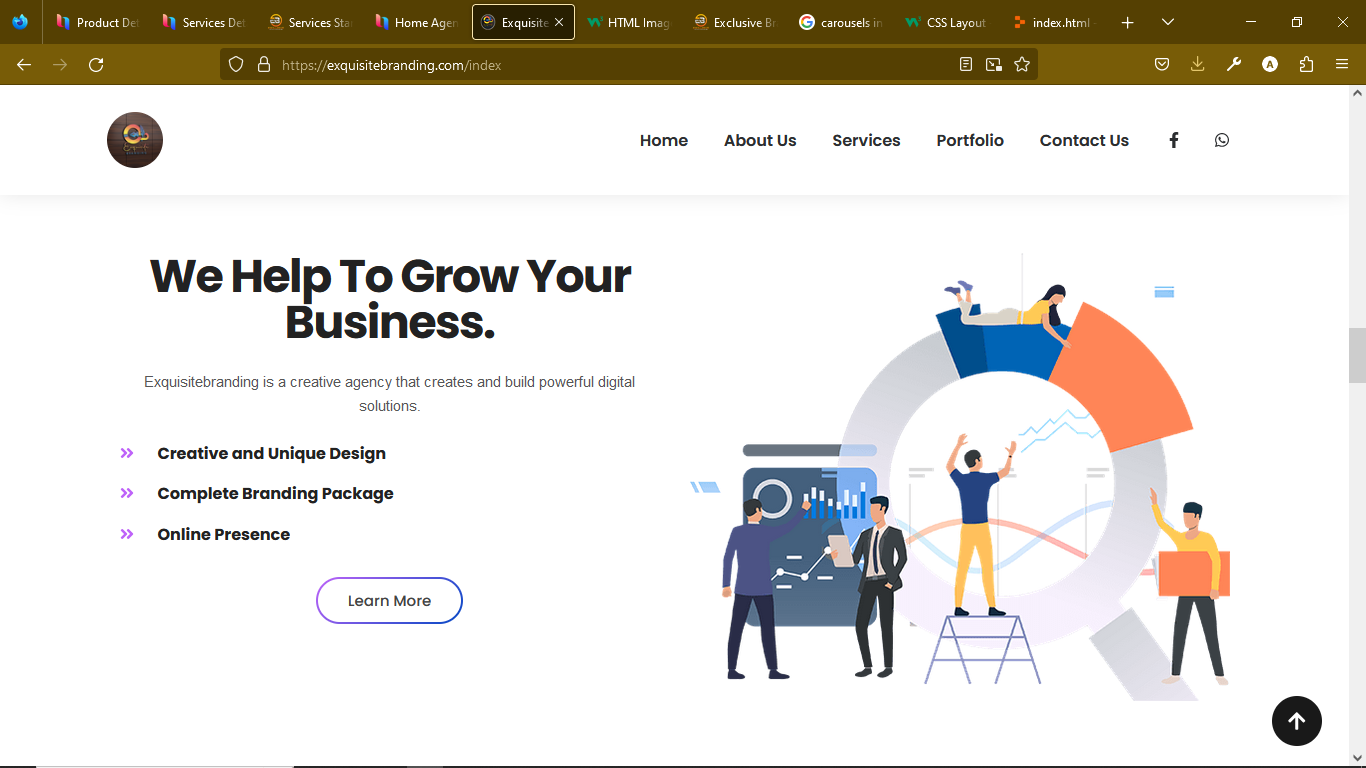 Product Det
Services Det
Services Star
Home Agen
Exquisite
HTML Imag
Exclusive Br
carousels in
CSS Layout
index.html -
https://exquisitebranding.com/index
A
Home
About Us
Services
Portfolio
Contact Us
We Help To Grow Your
Business.
Exquisitebranding is a creative agency that creates and build powerful digital
solutions.
Creative and Unique Design
Complete Branding Package
Online Presence
Learn More